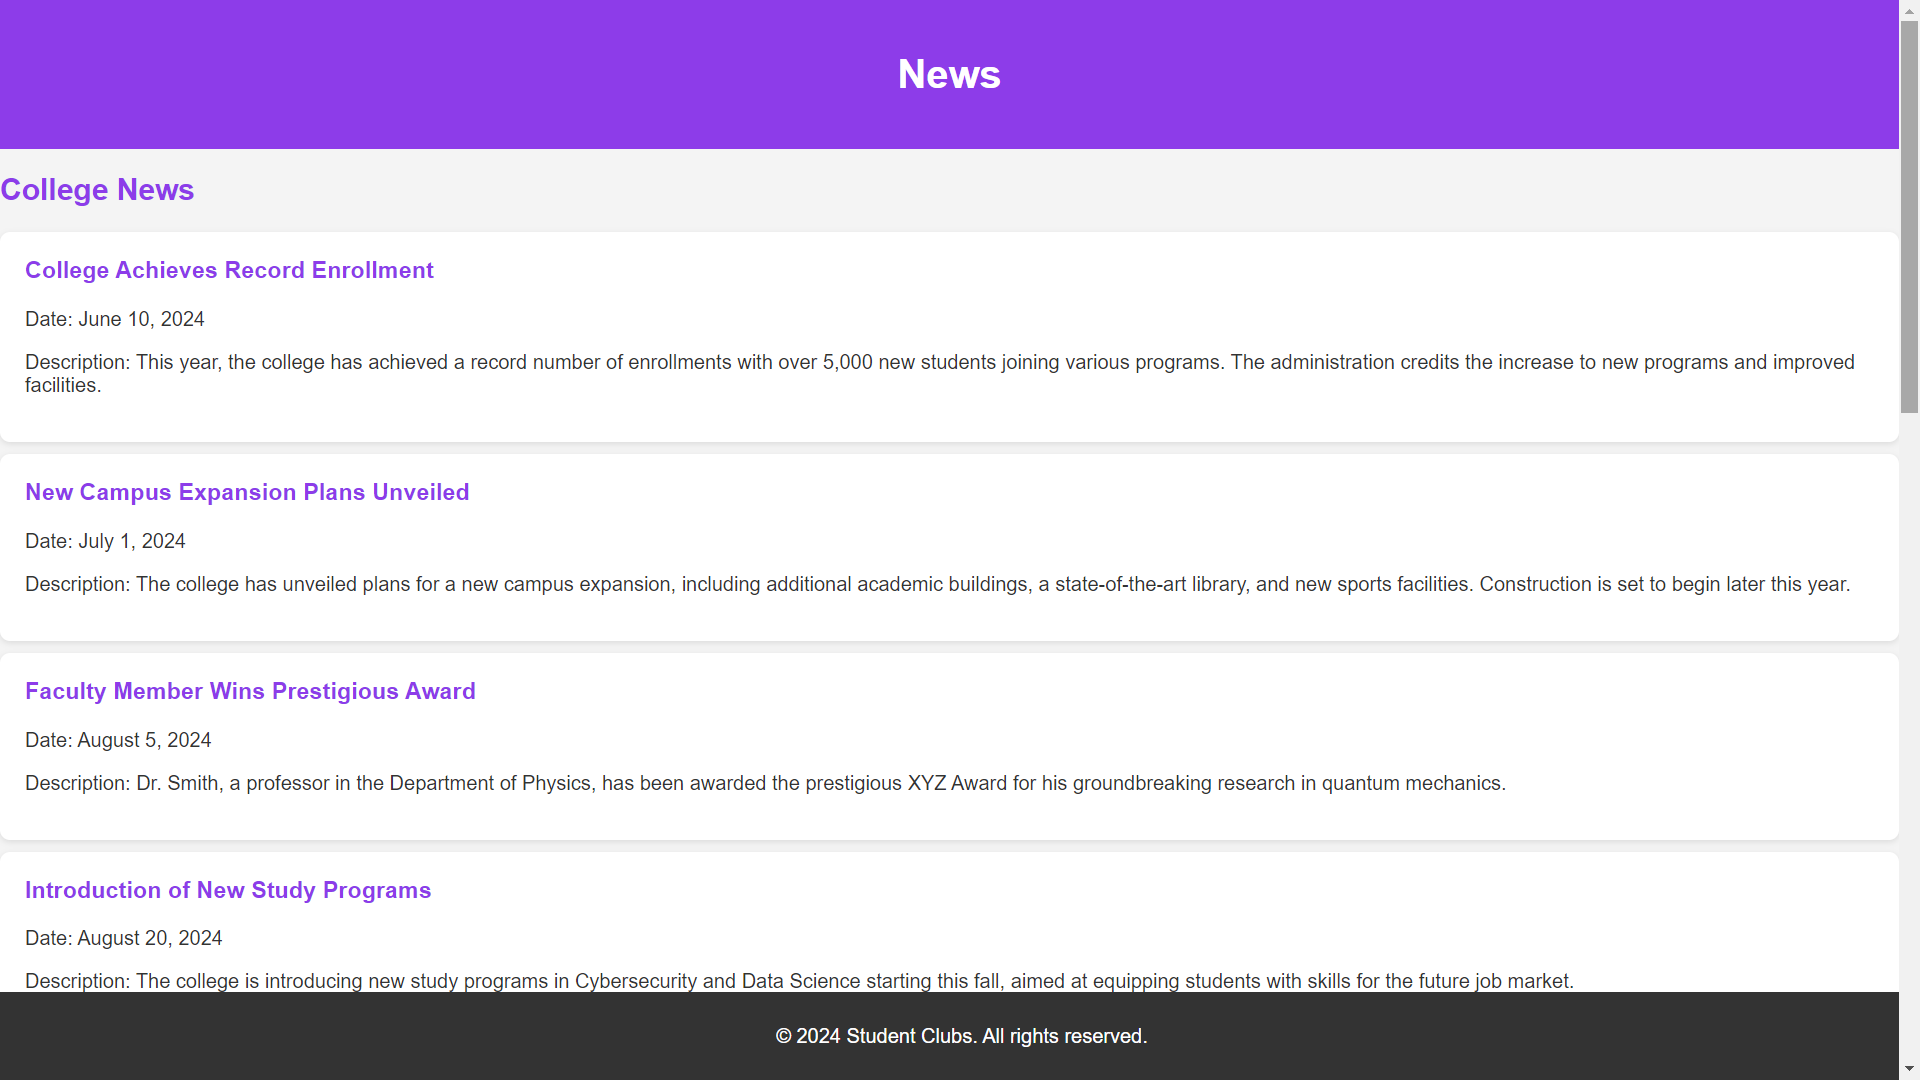 News
College News
College Achieves Record Enrollment
Date: June 10, 2024
Description: This year, the college has achieved a record number of enrollments with over 5,000 new students joining various programs. The administration credits the increase to new programs and improved
facilities.
New Campus Expansion Plans Unveiled
Date: July 1, 2024
Description: The college has unveiled plans for a new campus expansion, including additional academic buildings, a state-of-the-art library, and new sports facilities. Construction is set to begin later this year.
Faculty Member Wins Prestigious Award
Date: August 5, 2024
Description: Dr. Smith, a professor in the Department of Physics, has been awarded the prestigious XYZ Award for his groundbreaking research in quantum mechanics.
Introduction of New Study Programs
Date: August 20, 2024
Description: The college is introducing new study programs in Cybersecurity and Data Science starting this fall, aimed at equipping students with skills for the future job market.
© 2024 Student Clubs. All rights reserved.